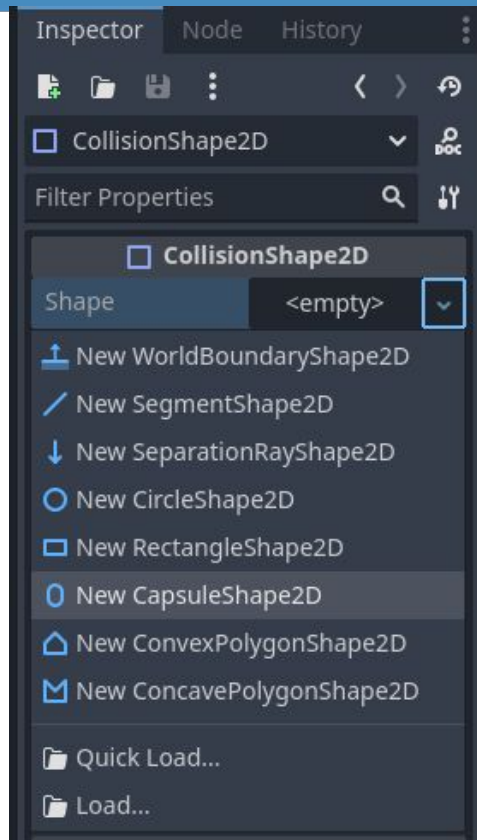 Inspector Node History
DOC
CollisionShape2D
Filter Properties
CollisionShape2D
Shape <empty>
New WorldBoundaryShape2D
New SegmentShape2D
New SeparationRayShape2D
New CircleShape2D
New RectangleShape2D
New CapsuleShape2D
New ConvexPolygonShape2D
New ConcavePolygonShape2D
Quick Load...
Load...